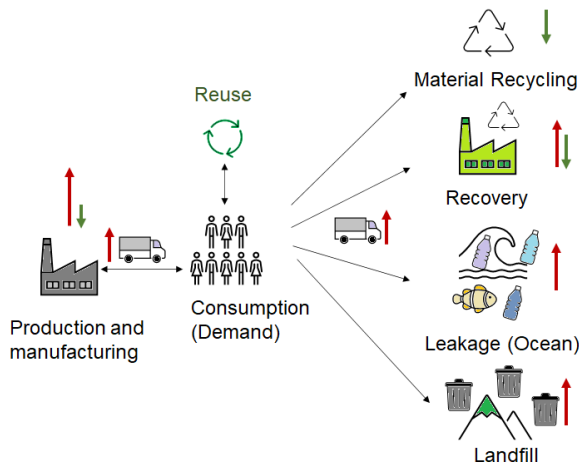 Reuse
Production and
manufacturing
Consumption
(Demand)
Material Recycling
Recovery
Leakage (Ocean)
Landfill